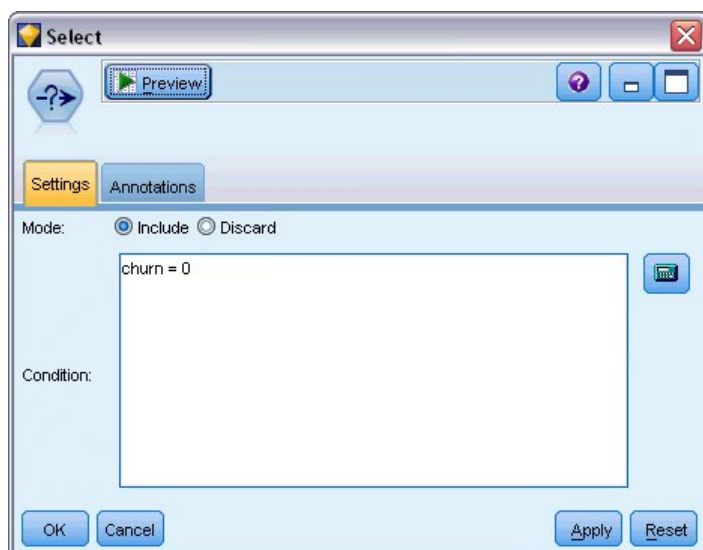 Select
Preview
Settings Annotations
Mode: Include Discard
churn = 0
Condition:
OK Cancel Apply Reset